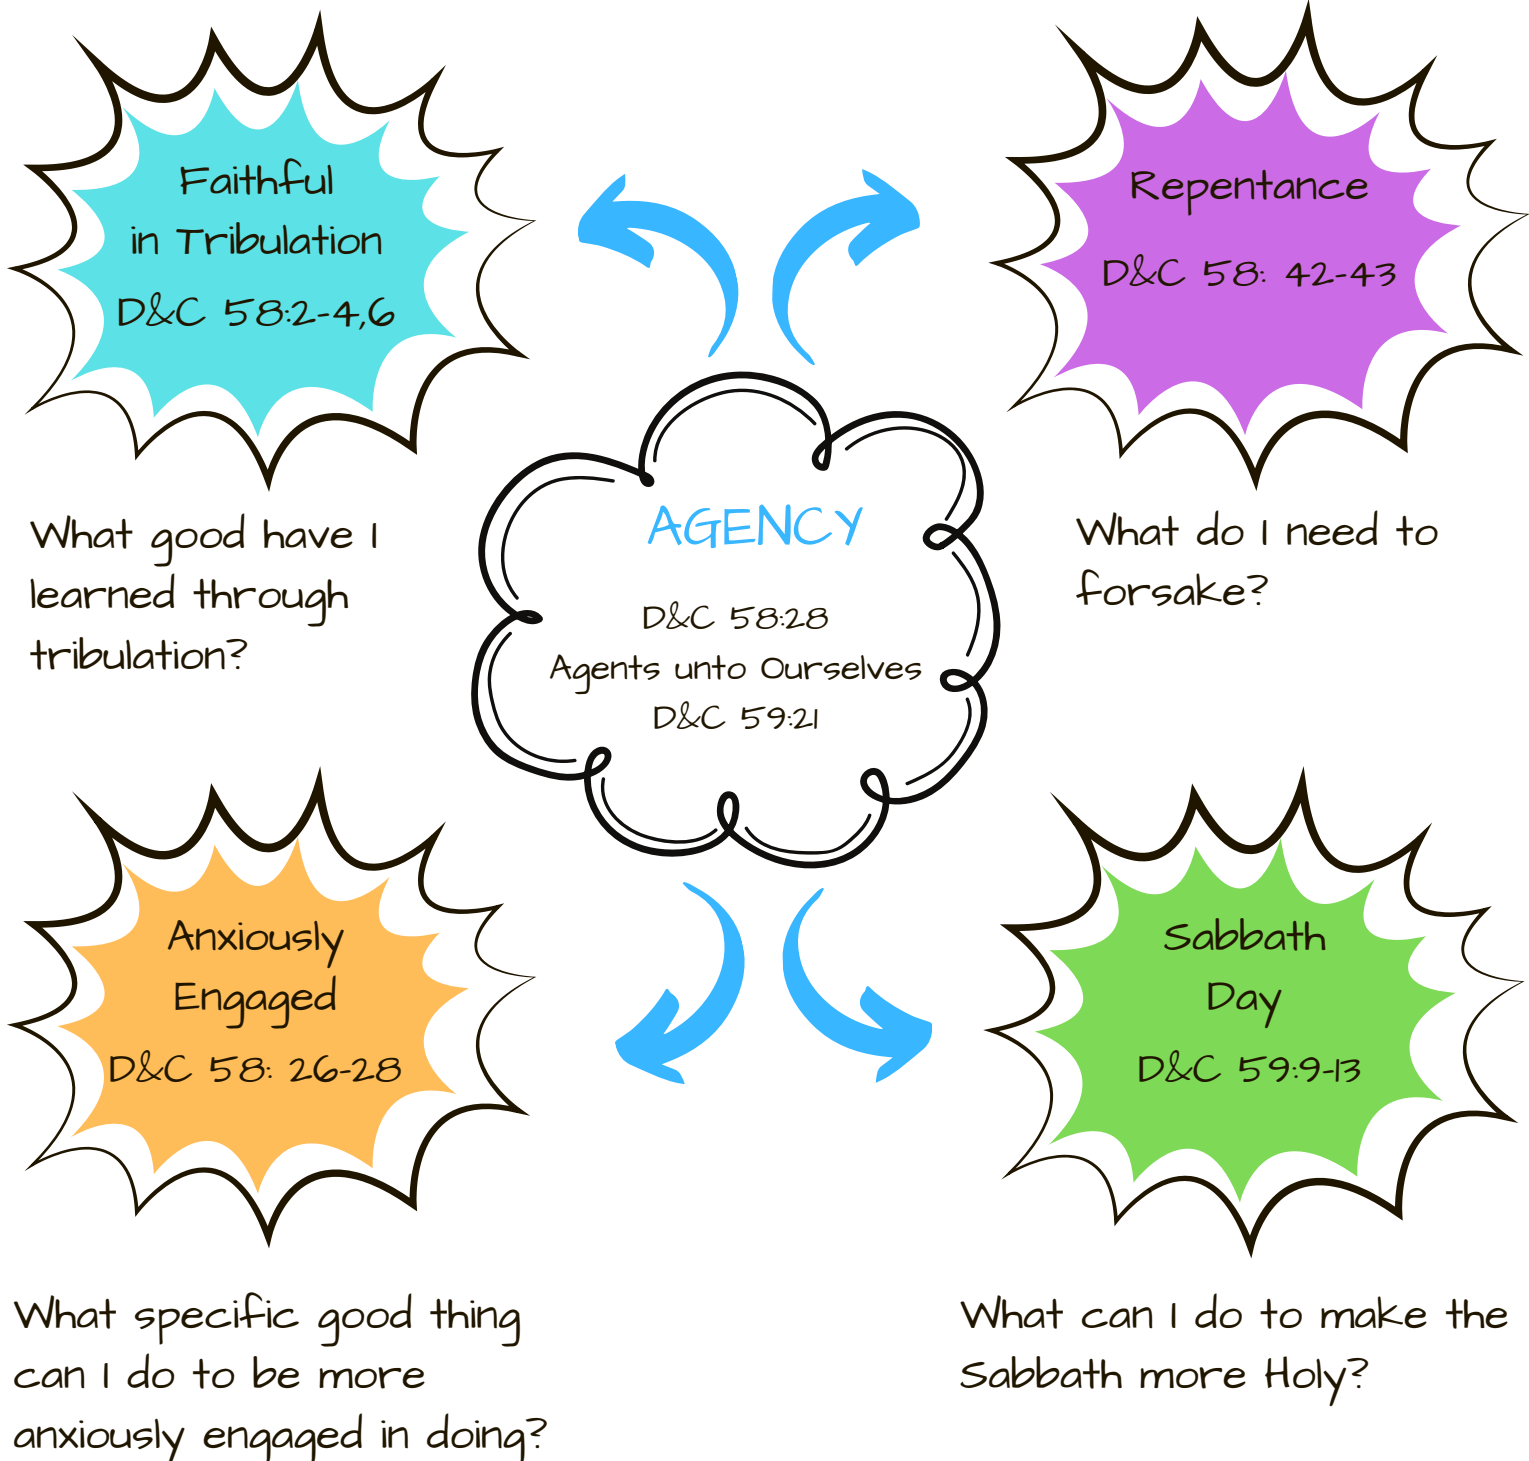 Faithful
in Tribulation
D&C 58:2-4,6
What good have I
learned through
tribulation?
Repentance
D&C 58: 42-43
What do I need to
forsake?
AGENCY
D&C 58:28
Agents unto Ourselves
D&C 59:21
Anxiously
Engaged
D&C 58: 26-28
What specific good thing
can I do to be more
anxiously engaged in doing?
Sabbath
Day
D&C 59:9-13
What can I do to make the
Sabbath more Holy?